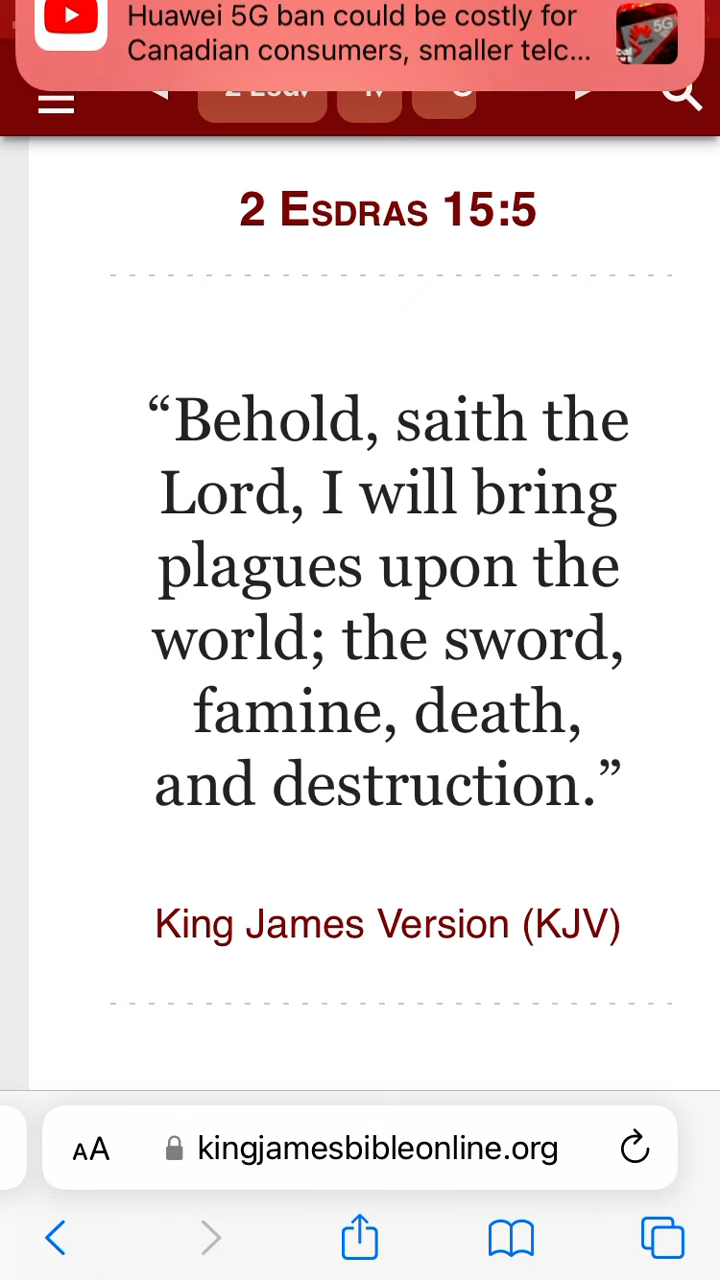 Huawei 5G ban could be costly for
Canadian consumers, smaller telc...
5G
2 Esdras 15:5
“Behold, saith the
Lord, I will bring
plagues upon the
world; the sword,
famine, death,
and destruction.”
King James Version (KJV)
AA kingjamesbibleonline.org